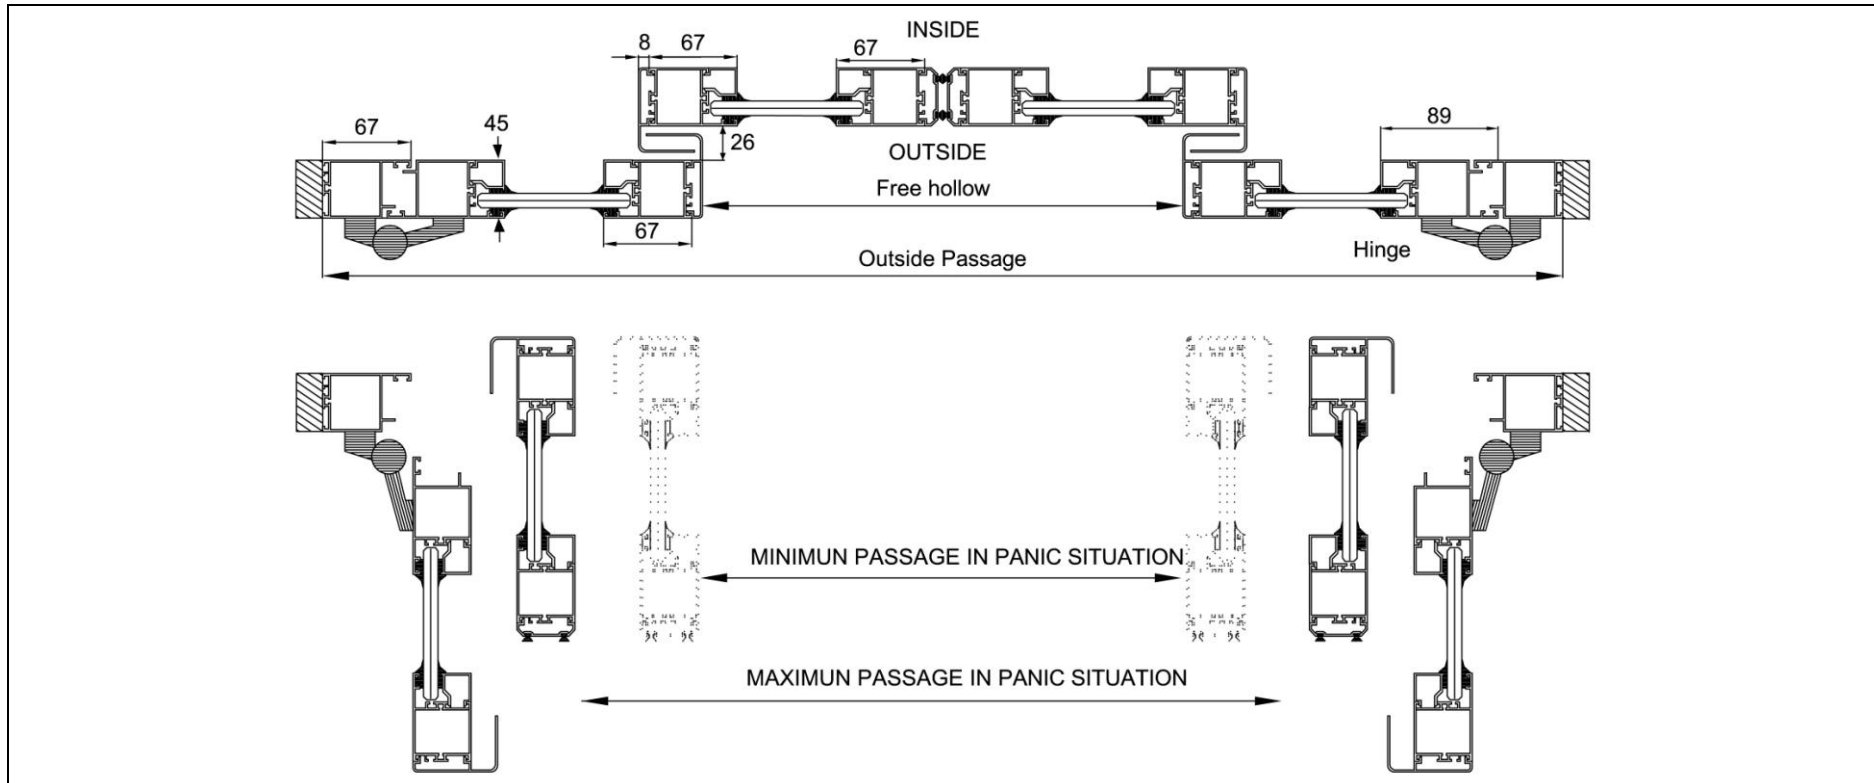 INSIDE
8 67 67
67 45 26 OUTSIDE 89
Free hollow
67 Hinge
Outside Passage
MINIMUN PASSAGE IN PANIC SITUATION
MAXIMUN PASSAGE IN PANIC SITUATION